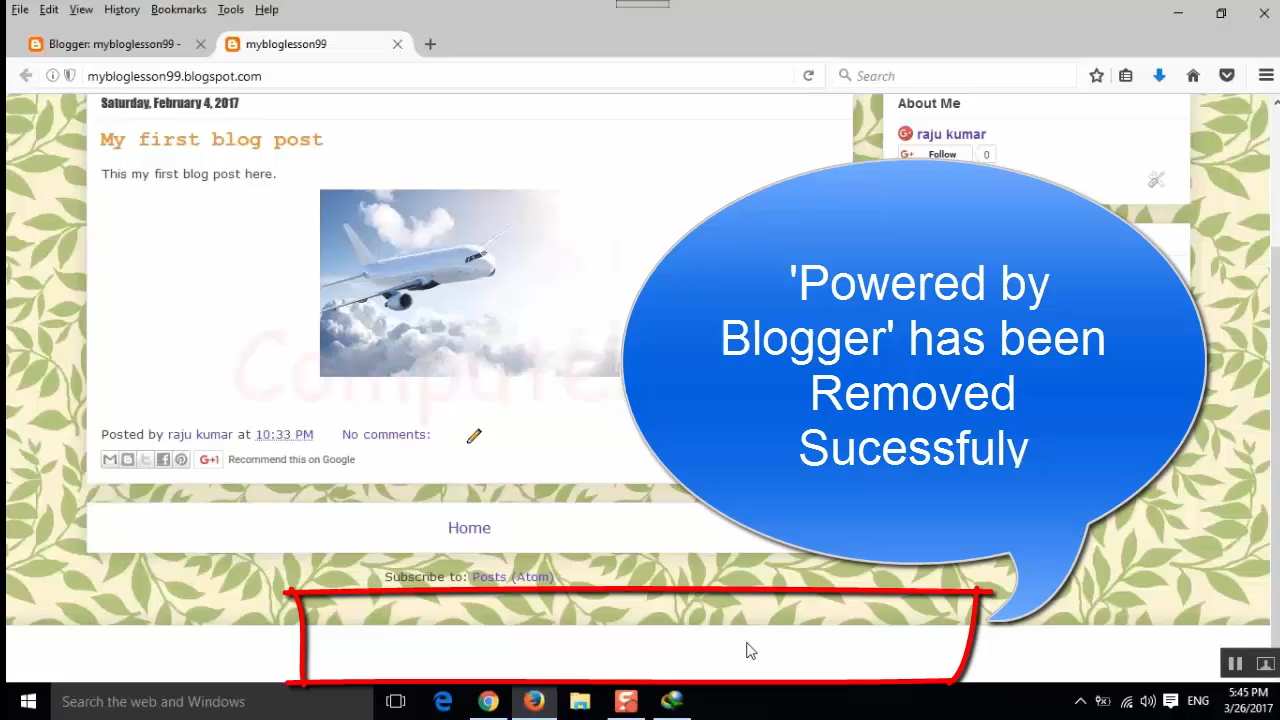 File Edit View History Bookmarks Tools Help
Blogger: mybloglesson99 -
mybloglesson99
mybloglesson99.blogspot.com
Search
Saturday, February 4, 2017
About Me
My first blog post
raju kumar
G+ Follow 0
This my first blog post here.
'Powered by
Blogger' has been
Removed
Sucessfuly
Posted by raju kumar at 10:33 PM No comments:
G+1 Recommend this on Google
Home
Subscribe to: Posts (Atom)
Search the web and Windows
ENG
5:45 PM
3/26/2017